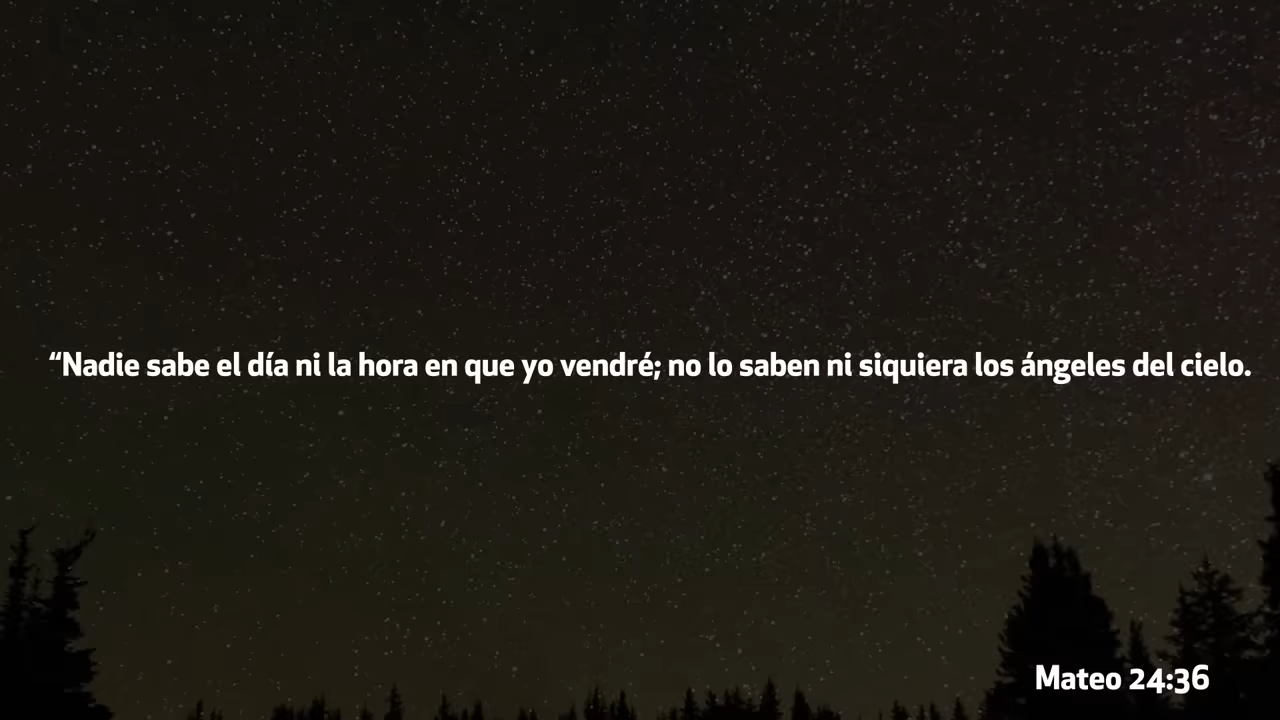 “Nadie sabe el día ni la hora en que yo vendré; no lo saben ni siquiera los ángeles del cielo.
Mateo 24:36